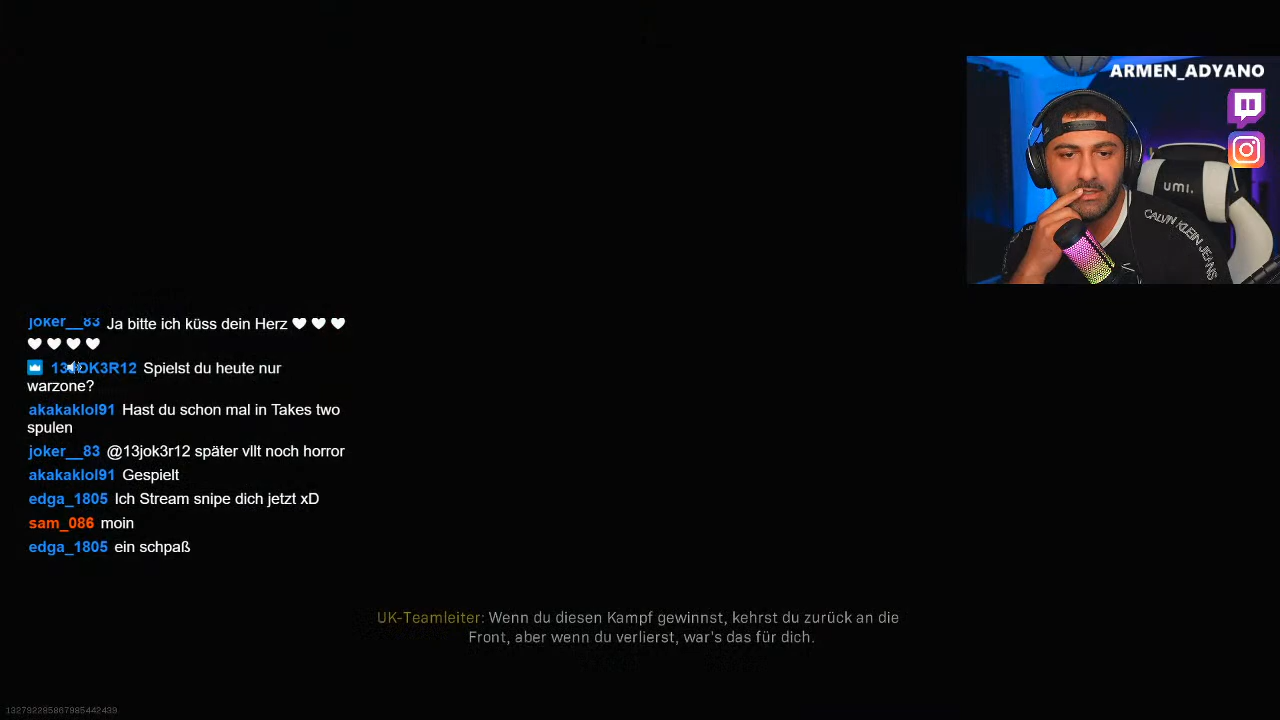 ARMEN_ADYANO
umi.
CALVIN KLEIN JEANS
joker__83 Ja bitte ich küss dein Herz 🤍 🤍 🤍
🤍 🤍 🤍 🤍
13JOK3R12 Spielst du heute nur
warzone?
akakaklol91 Hast du schon mal in Takes two
spulen
joker__83 @13jok3r12 später vllt noch horror
akakaklol91 Gespielt
edga_1805 Ich Stream snipe dich jetzt xD
sam_086 moin
edga_1805 ein schpaß
UK-Teamleiter: Wenn du diesen Kampf gewinnst, kehrst du zurück an die
Front, aber wenn du verlierst, war's das für dich.